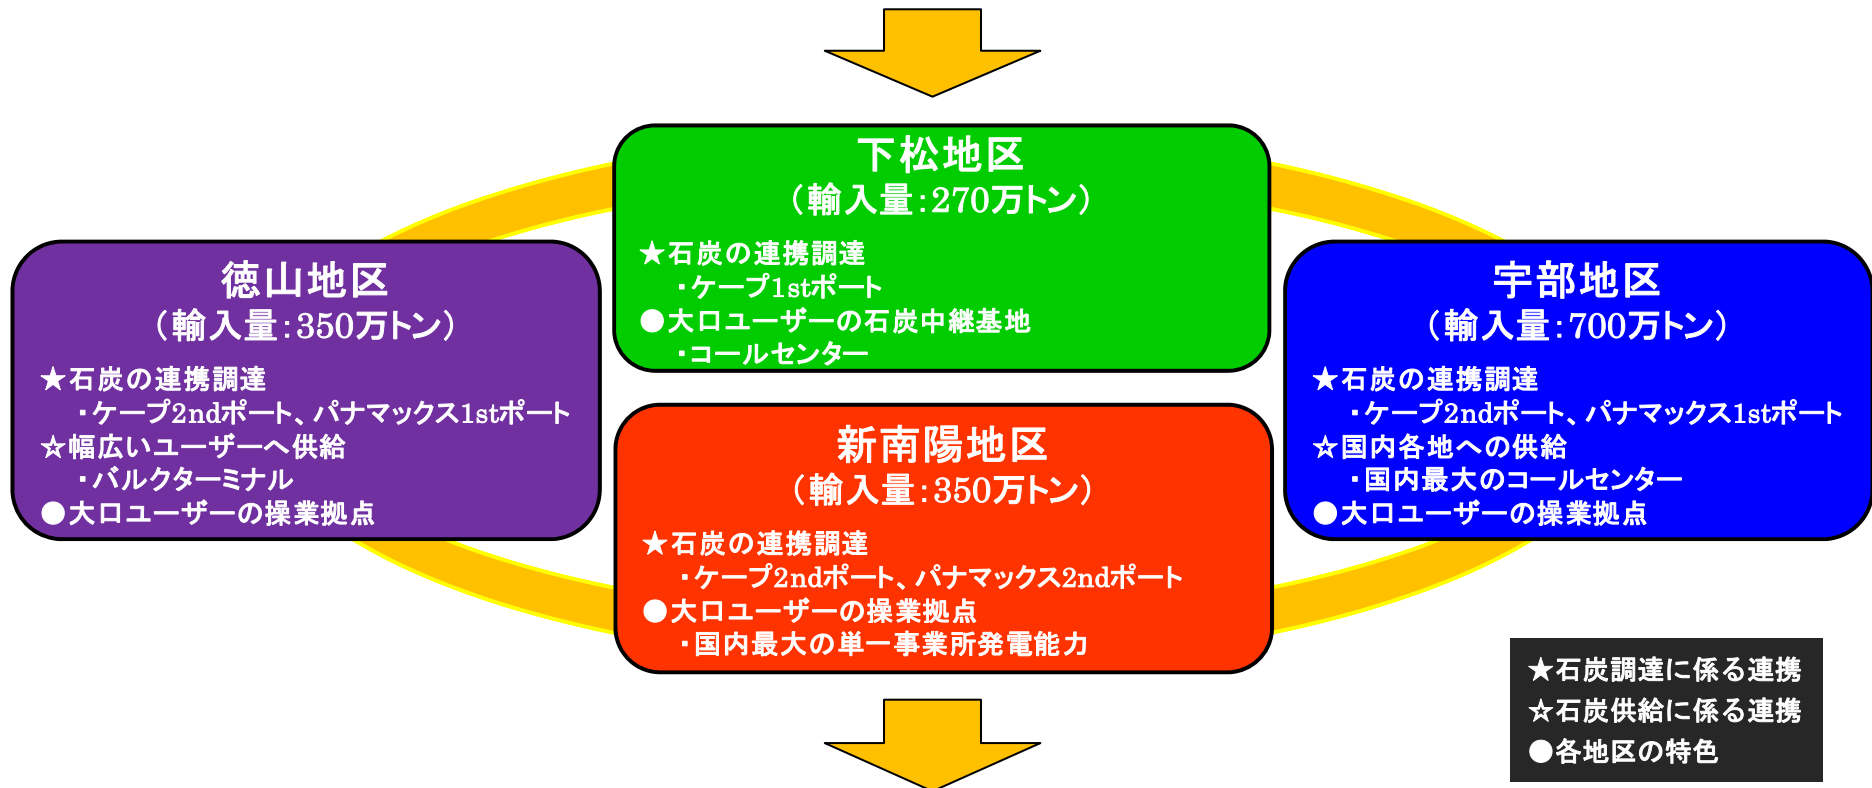 下松地区
（輸入量：270万トン）
★石炭の連携調達
・ケープ1stポート
●大口ユーザーの石炭中継基地
・コールセンター
徳山地区
（輸入量：350万トン）
★石炭の連携調達
・ケープ2ndポート、パナマックス1stポート
☆幅広いユーザーへ供給
・バルクターミナル
●大口ユーザーの操業拠点
新南陽地区
（輸入量：350万トン）
★石炭の連携調達
・ケープ2ndポート、パナマックス2ndポート
●大口ユーザーの操業拠点
・国内最大の単一事業所発電能力
宇部地区
（輸入量：700万トン）
★石炭の連携調達
・ケープ2ndポート、パナマックス1stポート
☆国内各地への供給
・国内最大のコールセンター
●大口ユーザーの操業拠点
★石炭調達に係る連携
☆石炭供給に係る連携
●各地区の特色